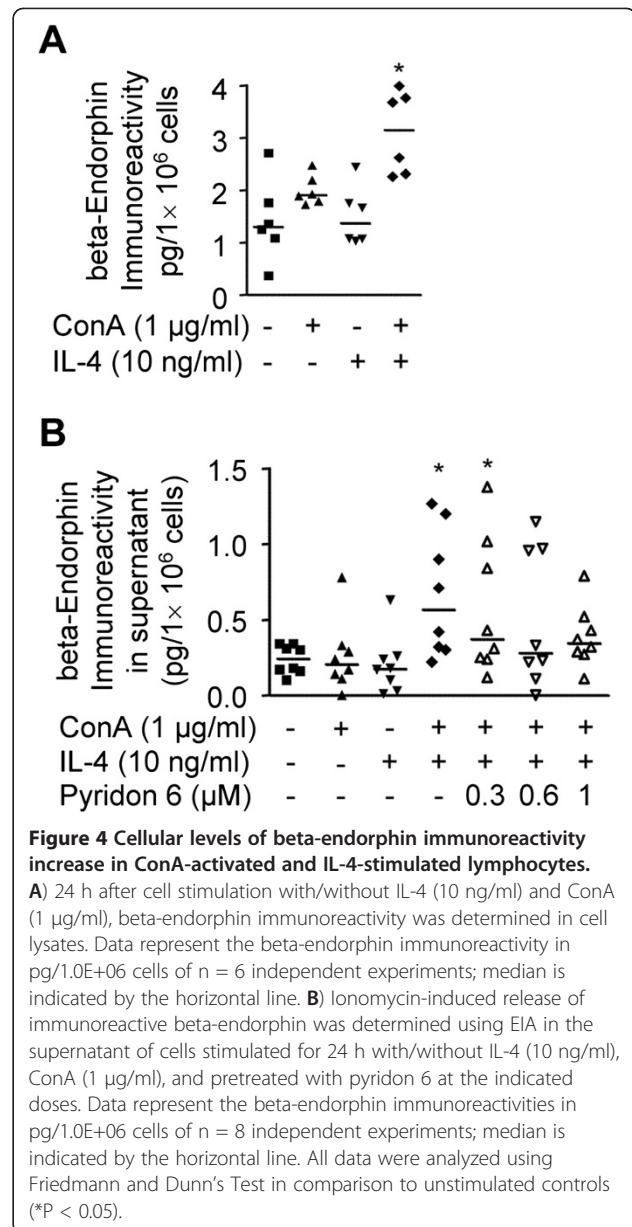 A
*
beta-Endorphin
Immunoreactivity
pg/1× 10⁶ cells
4
3
2
1
0
ConA (1 µg/ml) - + - +
IL-4 (10 ng/ml) - - + +
B
* *
beta-Endorphin
Immunoreactivity
in supernatant
(pg/1× 10⁶ cells)
1.5
1.0
0.5
0.0
ConA (1 µg/ml) - + - + + + +
IL-4 (10 ng/ml) - - + + + + +
Pyridon 6 (µM) - - - - 0.3 0.6 1
Figure 4 Cellular levels of beta-endorphin immunoreactivity
increase in ConA-activated and IL-4-stimulated lymphocytes.
A) 24 h after cell stimulation with/without IL-4 (10 ng/ml) and ConA
(1 µg/ml), beta-endorphin immunoreactivity was determined in cell
lysates. Data represent the beta-endorphin immunoreactivity in
pg/1.0E+06 cells of n = 6 independent experiments; median is
indicated by the horizontal line. B) Ionomycin-induced release of
immunoreactive beta-endorphin was determined using EIA in the
supernatant of cells stimulated for 24 h with/without IL-4 (10 ng/ml),
ConA (1 µg/ml), and pretreated with pyridon 6 at the indicated
doses. Data represent the beta-endorphin immunoreactivities in
pg/1.0E+06 cells of n = 8 independent experiments; median is
indicated by the horizontal line. All data were analyzed using
Friedmann and Dunn's Test in comparison to unstimulated controls
(*P < 0.05).